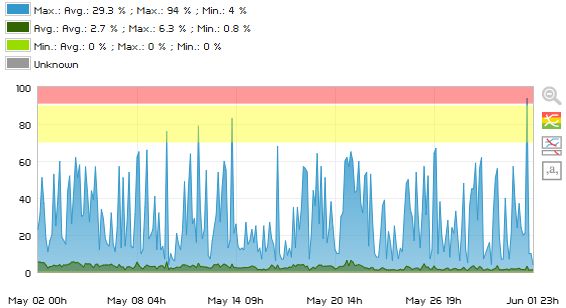 Max.: Avg.: 29.3 % ; Max.: 94 % ; Min.: 4 %
Avg.: Avg.: 2.7 % ; Max.: 6.3 % ; Min.: 0.8 %
Min.: Avg.: 0 % ; Max.: 0 % ; Min.: 0 %
Unknown
100
80
60
40
20
0
,a,
May 02 00h May 08 04h May 14 09h May 20 14h May 26 19h Jun 01 23h